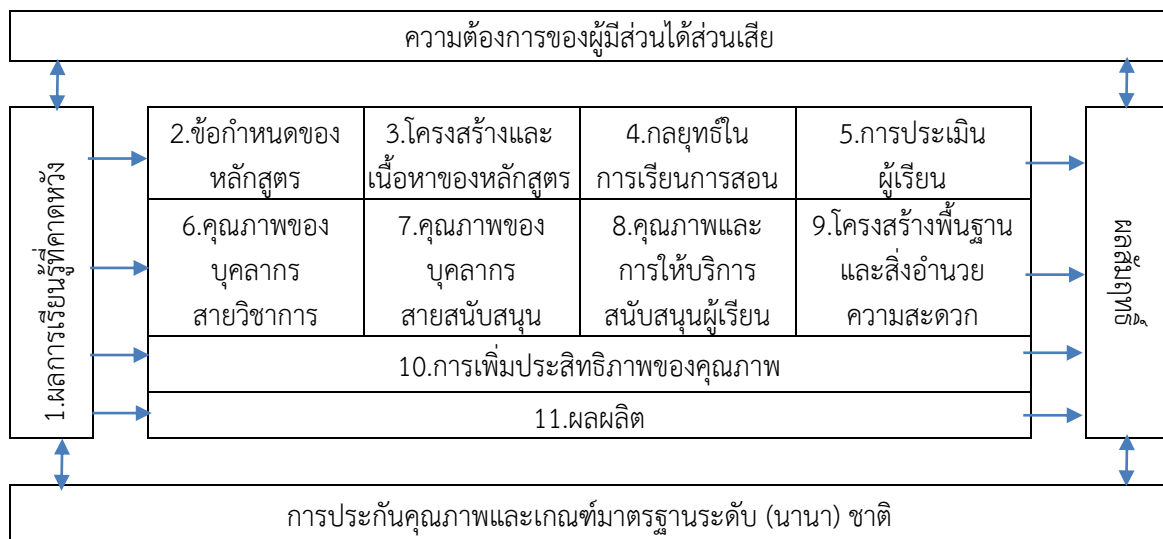 ความต้องการของผู้มีส่วนได้ส่วนเสีย
1.ผลการเรียนรู้ที่คาดหวัง
2.ข้อกำหนดของ
หลักสูตร
3.โครงสร้างและ
เนื้อหาของหลักสูตร
4.กลยุทธ์ใน
การเรียนการสอน
5.การประเมิน
ผู้เรียน
6.คุณภาพของ
บุคลากร
สายวิชาการ
7.คุณภาพของ
บุคลากร
สายสนับสนุน
8.คุณภาพและ
การให้บริการ
สนับสนุนผู้เรียน
9.โครงสร้างพื้นฐาน
และสิ่งอำนวย
ความสะดวก
10.การเพิ่มประสิทธิภาพของคุณภาพ
11.ผลผลิต
ผลสัมฤทธิ์
การประกันคุณภาพและเกณฑ์มาตรฐานระดับ (นานา) ชาติ